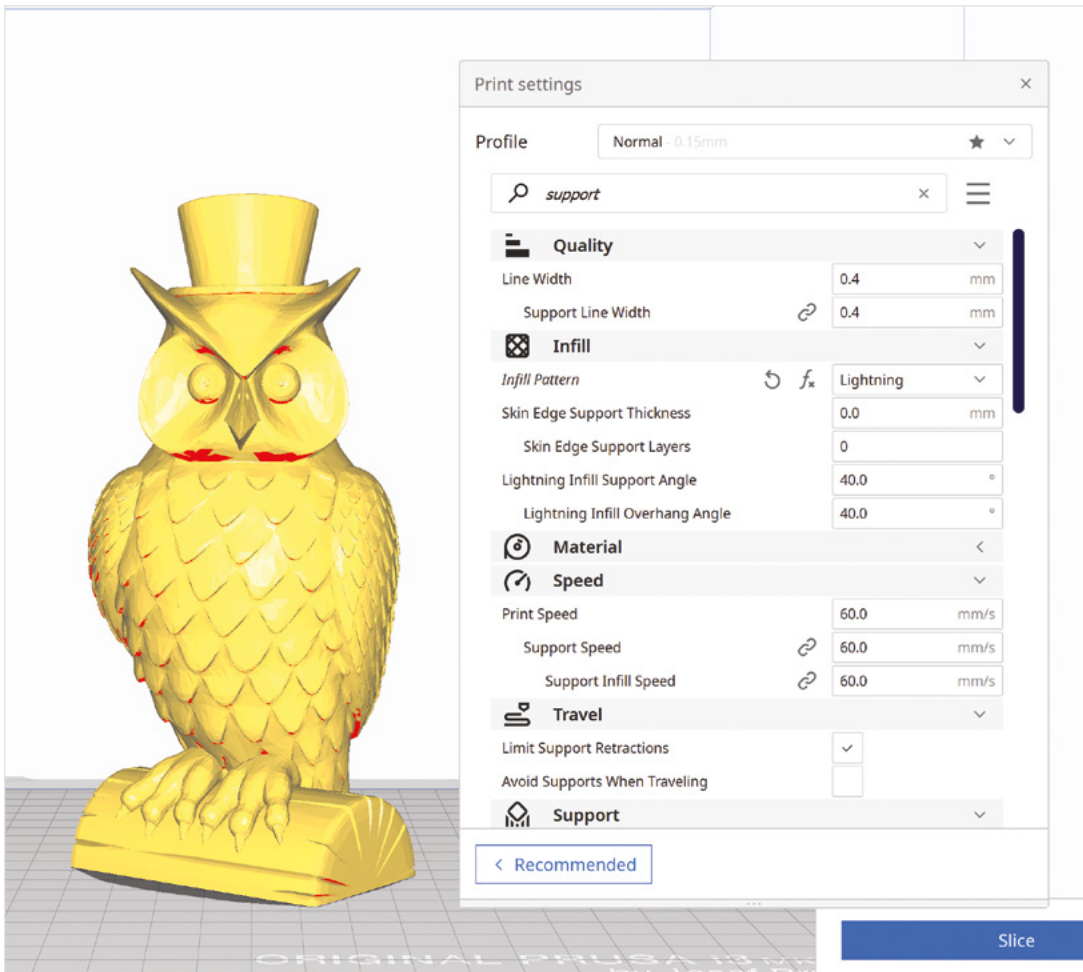 Print settings
Profile
Normal - 0.15mm
support
Quality
Line Width 0.4 mm
Support Line Width 0.4 mm
Infill
Infill Pattern Lightning
Skin Edge Support Thickness 0.0 mm
Skin Edge Support Layers 0
Lightning Infill Support Angle 40.0 °
Lightning Infill Overhang Angle 40.0 °
Material
Speed
Print Speed 60.0 mm/s
Support Speed 60.0 mm/s
Support Infill Speed 60.0 mm/s
Travel
Limit Support Retractions
Avoid Supports When Traveling
Support
Recommended
Slice
ORIGINAL PRUSA i3
by Josef